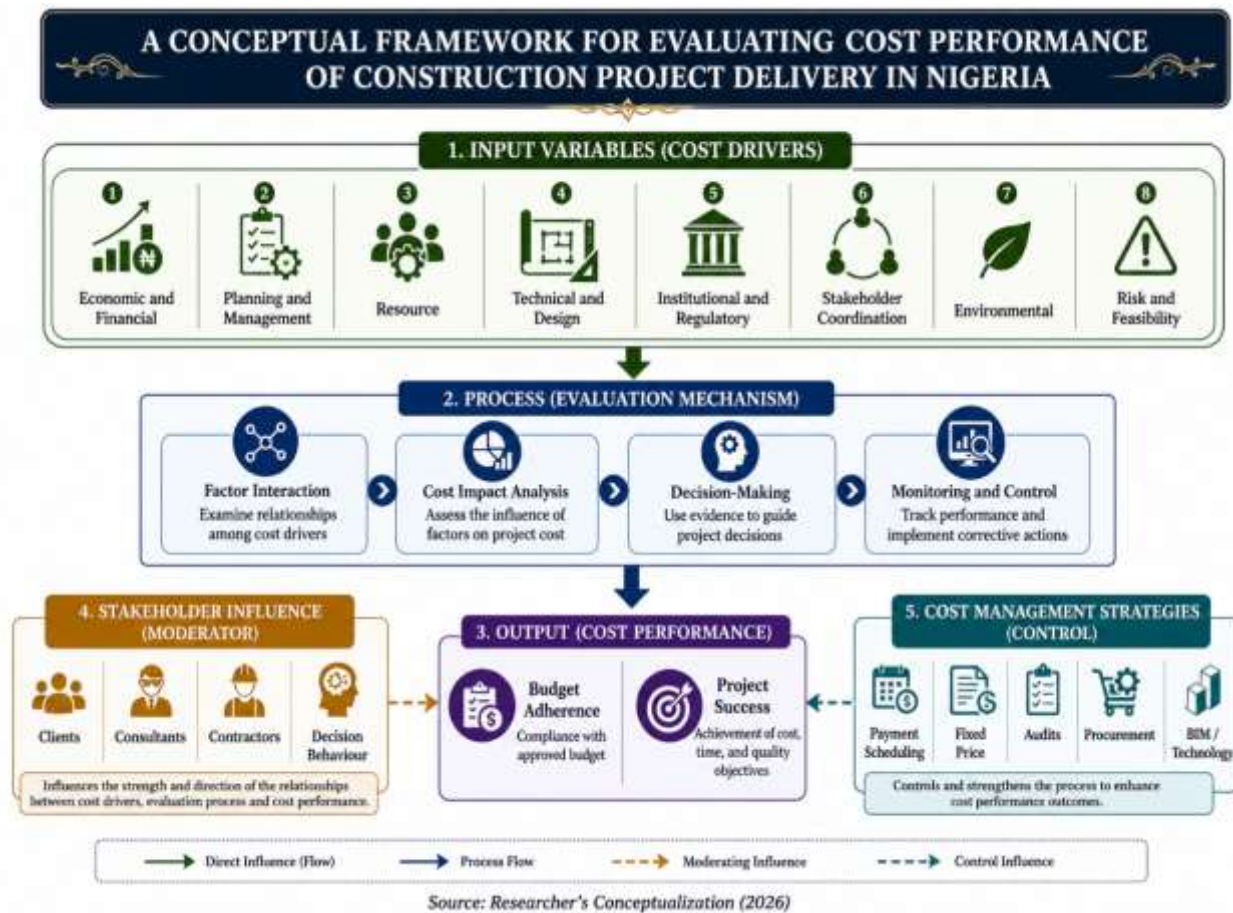 A CONCEPTUAL FRAMEWORK FOR EVALUATING COST PERFORMANCE
OF CONSTRUCTION PROJECT DELIVERY IN NIGERIA
1. INPUT VARIABLES (COST DRIVERS)
1
Economic and
Financial
2
Planning and
Management
3
Resource
4
Technical and
Design
5
Institutional and
Regulatory
6
Stakeholder
Coordination
7
Environmental
8
Risk and
Feasibility
2. PROCESS (EVALUATION MECHANISM)
Factor Interaction
Examine relationships
among cost drivers
Cost Impact Analysis
Assess the influence of
factors on project cost
Decision-Making
Use evidence to guide
project decisions
Monitoring and Control
Track performance and
implement corrective actions
4. STAKEHOLDER INFLUENCE
(MODERATOR)
Clients
Consultants
Contractors
Decision
Behaviour
Influences the strength and direction of the relationships
between cost drivers, evaluation process and cost performance.
3. OUTPUT (COST PERFORMANCE)
Budget
Adherence
Compliance with
approved budget
Project
Success
Achievement of cost,
time, and quality
objectives
5. COST MANAGEMENT STRATEGIES
(CONTROL)
Payment
Scheduling
Fixed
Price
Audits
Procurement
BIM /
Technology
Controls and strengthens the process to enhance
cost performance outcomes.
Direct Influence (Flow)
Process Flow
Moderating Influence
Control Influence
Source: Researcher's Conceptualization (2026)